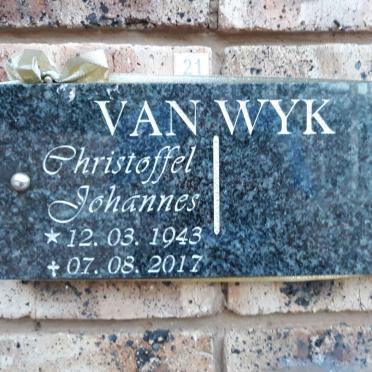 21
VAN WYK
Christoffel
Johannes
★ 12. 03. 1943
✝ 07. 08. 2017